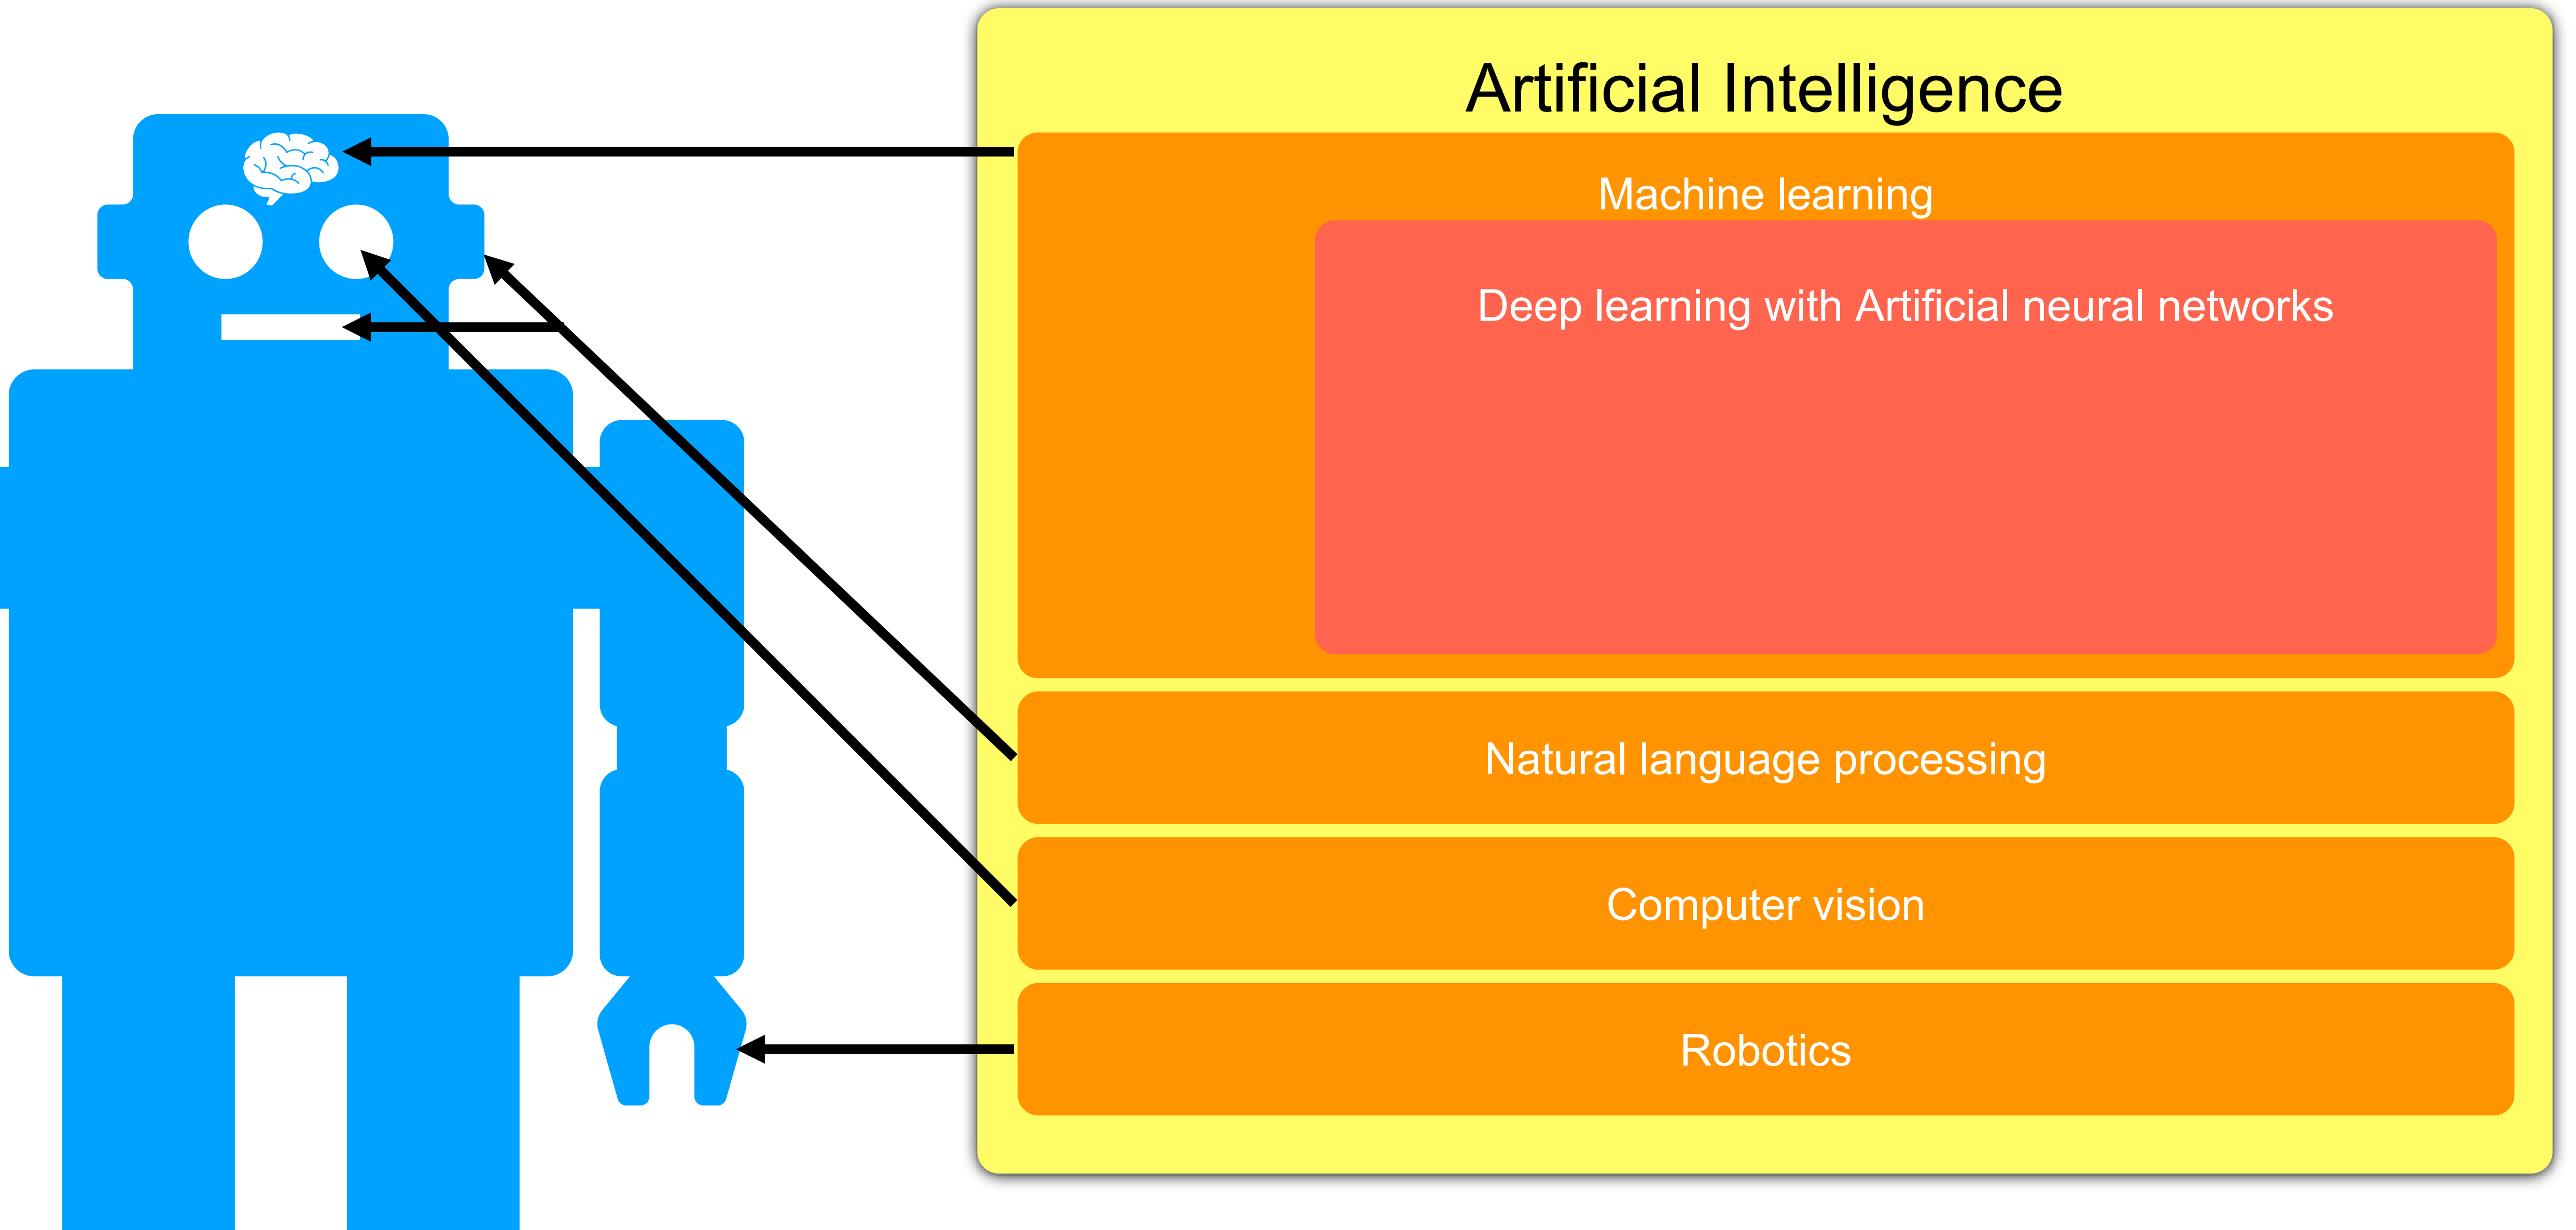 Artificial Intelligence
Machine learning
Deep learning with Artificial neural networks
Natural language processing
Computer vision
Robotics